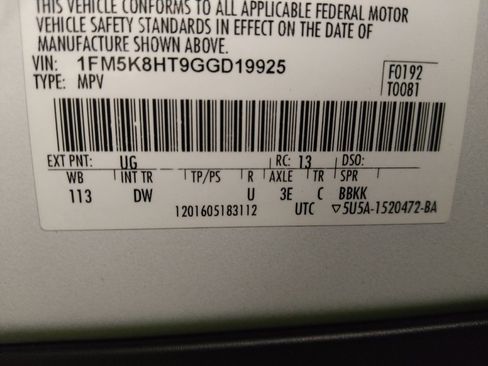 THIS VEHICLE CONFORMS TO ALL APPLICABLE FEDERAL MOTOR
VEHICLE SAFETY STANDARDS IN EFFECT ON THE DATE OF
MANUFACTURE SHOWN ABOVE.
VIN: 1FM5K8HT9GGD19925
TYPE: MPV
F0192
T0081
EXT PNT: UG RC: 13 DSO:
WB INT TR TP/PS R AXLE TR SPR
113 DW U 3E C BBKK
1201605183112 UTC ▽5U5A-1520472-BA